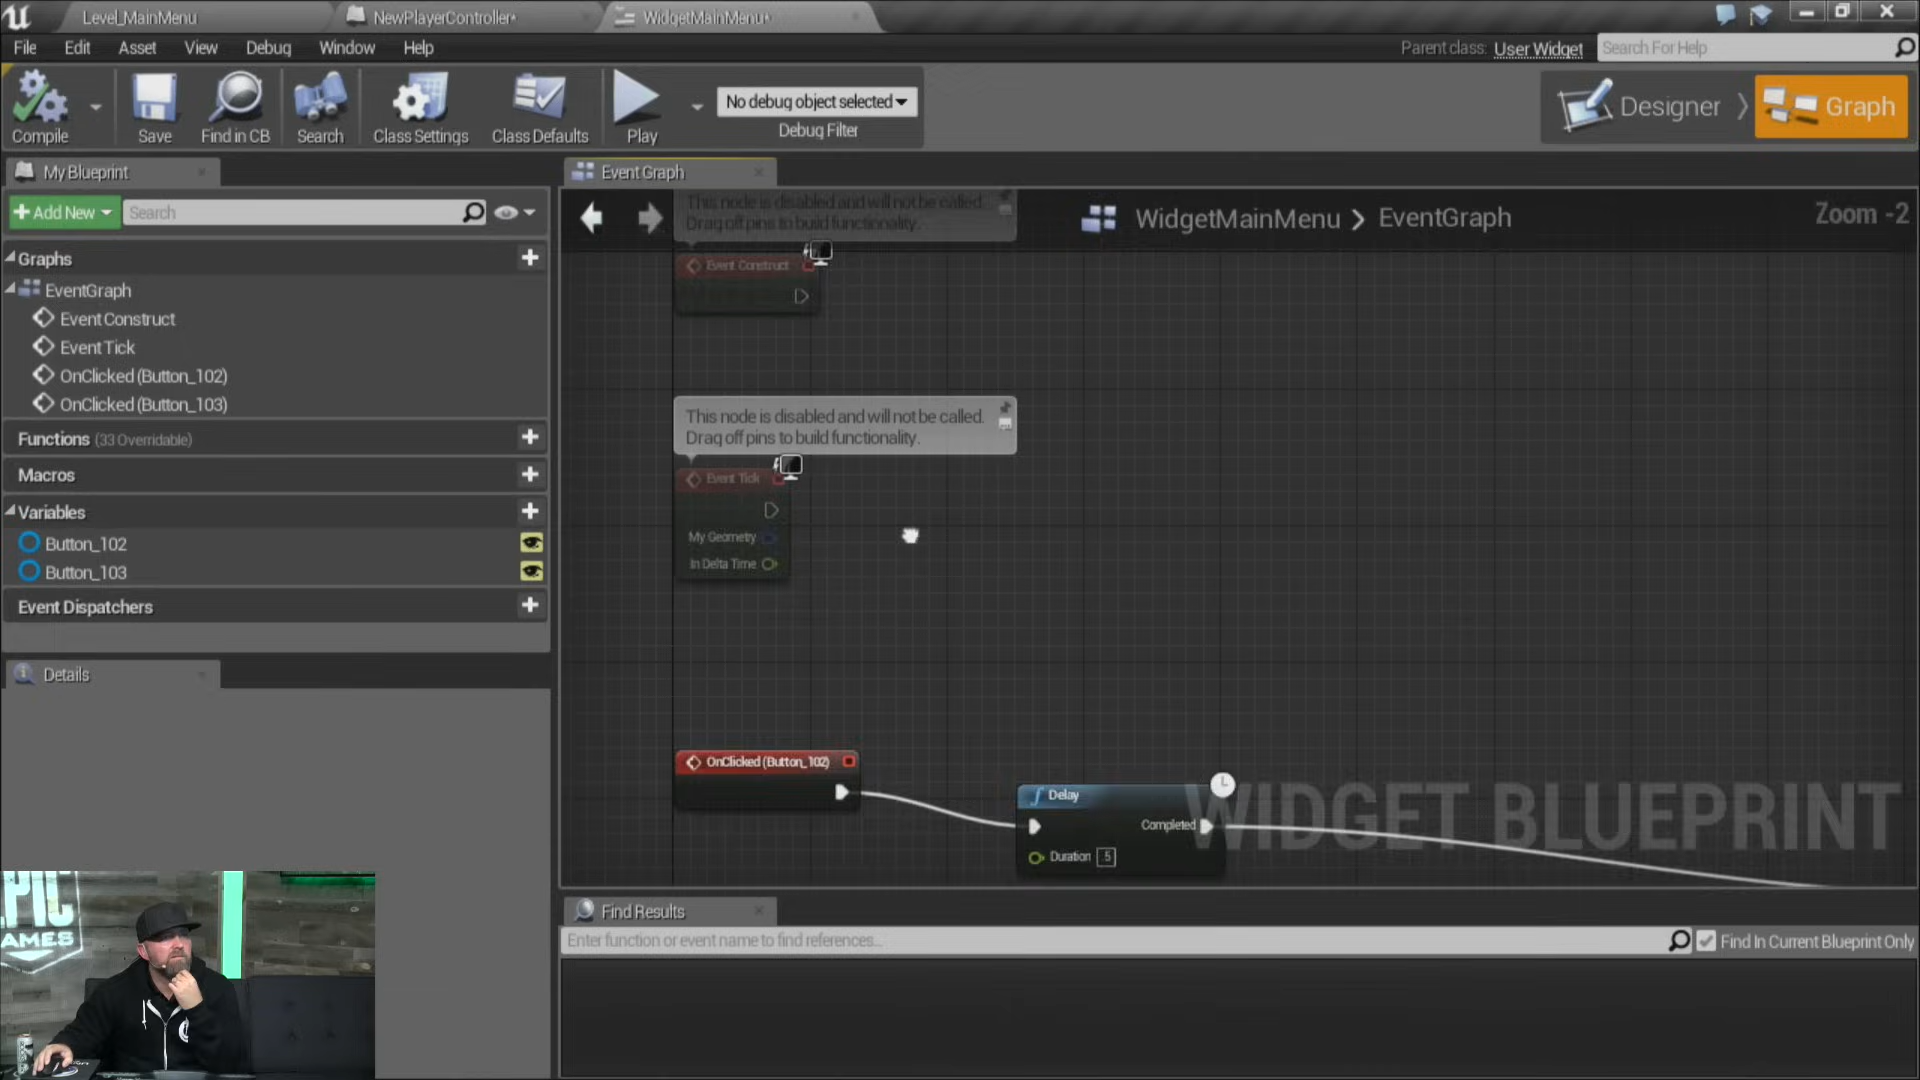 Level_MainMenu
NewPlayerController*
WidgetMainMenu*
File Edit Asset View Debug Window Help
Parent class: User Widget
Search For Help
Compile
Save
Find in CB
Search
Class Settings
Class Defaults
Play
No debug object selected
Debug Filter
Designer
Graph
My Blueprint
Add New
Search
Graphs
EventGraph
Event Construct
Event Tick
OnClicked (Button_102)
OnClicked (Button_103)
Functions (33 Overridable)
Macros
Variables
Button_102
Button_103
Event Dispatchers
Details
Event Graph
WidgetMainMenu > EventGraph
Zoom -2
This node is disabled and will not be called.
Drag off pins to build functionality.
Event Construct
This node is disabled and will not be called.
Drag off pins to build functionality.
Event Tick
My Geometry
In Delta Time
OnClicked (Button_102)
Delay
Completed
Duration .5
WIDGET BLUEPRINT
Find Results
Enter function or event name to find references...
Find In Current Blueprint Only
EPIC
GAMES